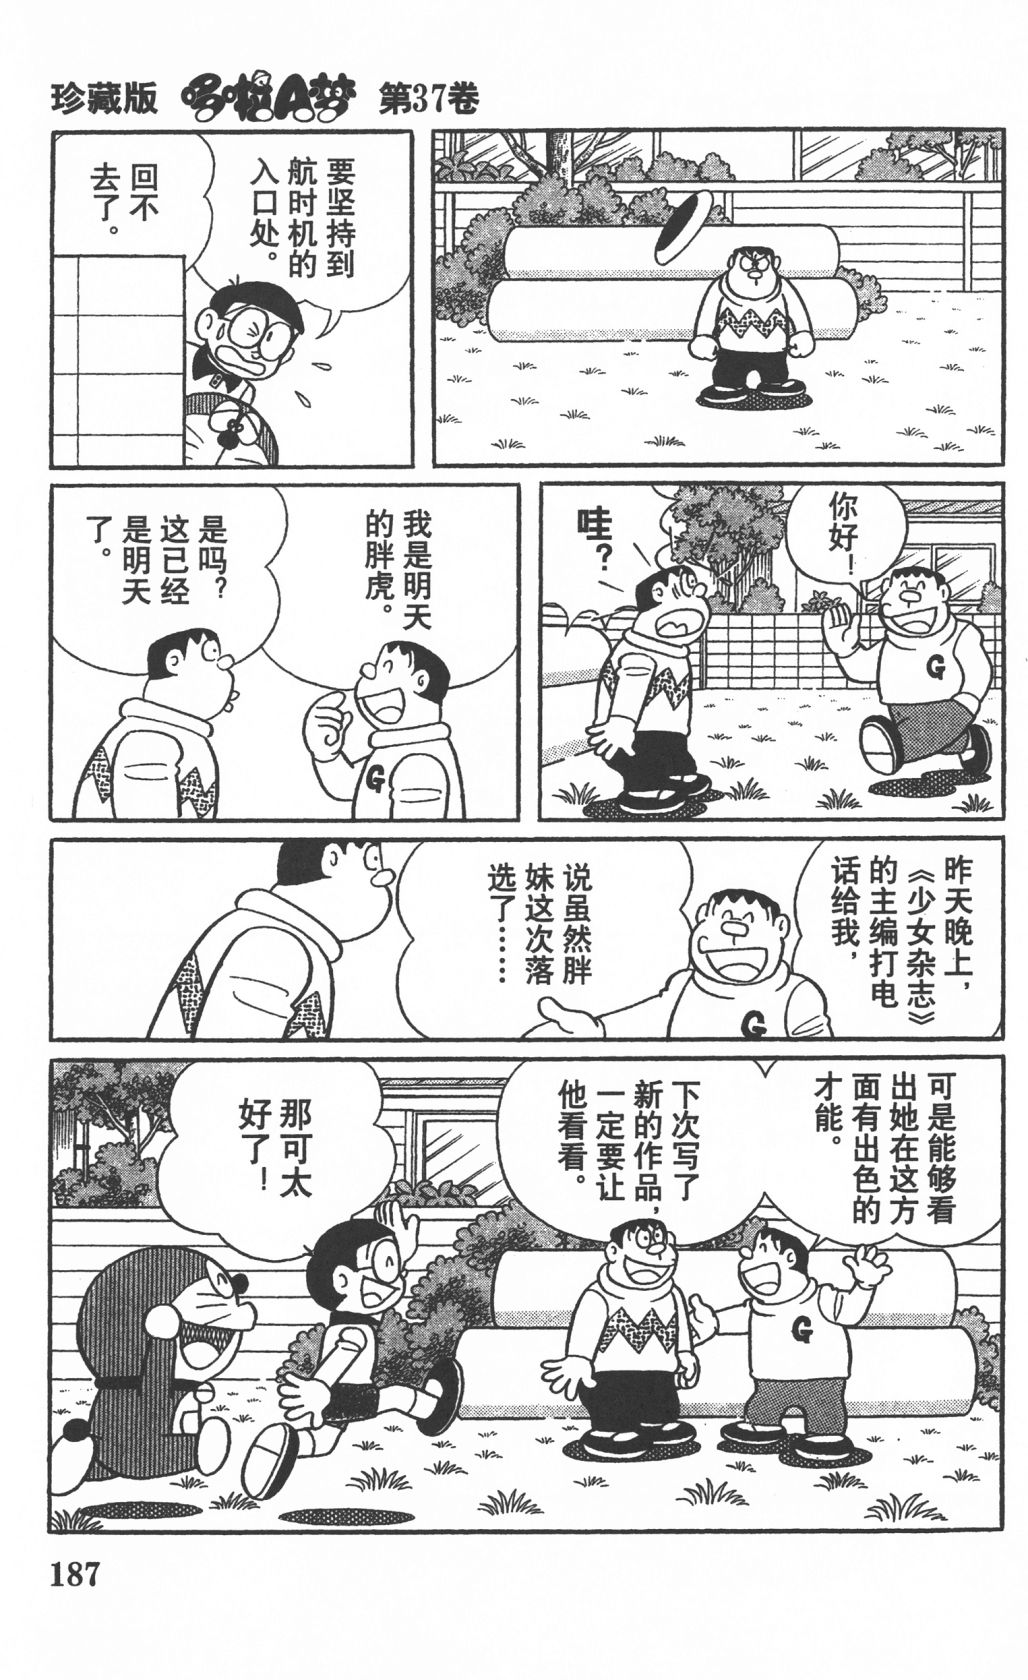 珍藏版 哆啦A梦 第37卷
要坚持到
航时机的
入口处。
回不
去了。
你好！
哇？
我是明天
的胖虎。
是吗？
这已经
是明天
了。
昨天晚上，
《少女杂志》
的主编打电
话给我，
说虽然胖
妹这次落
选了……
可是能够看
出她在这方
面有出色的
才能。
下次写了
新的作品，
一定要让
他看看。
那可太
好了！
G
G
G
G
187